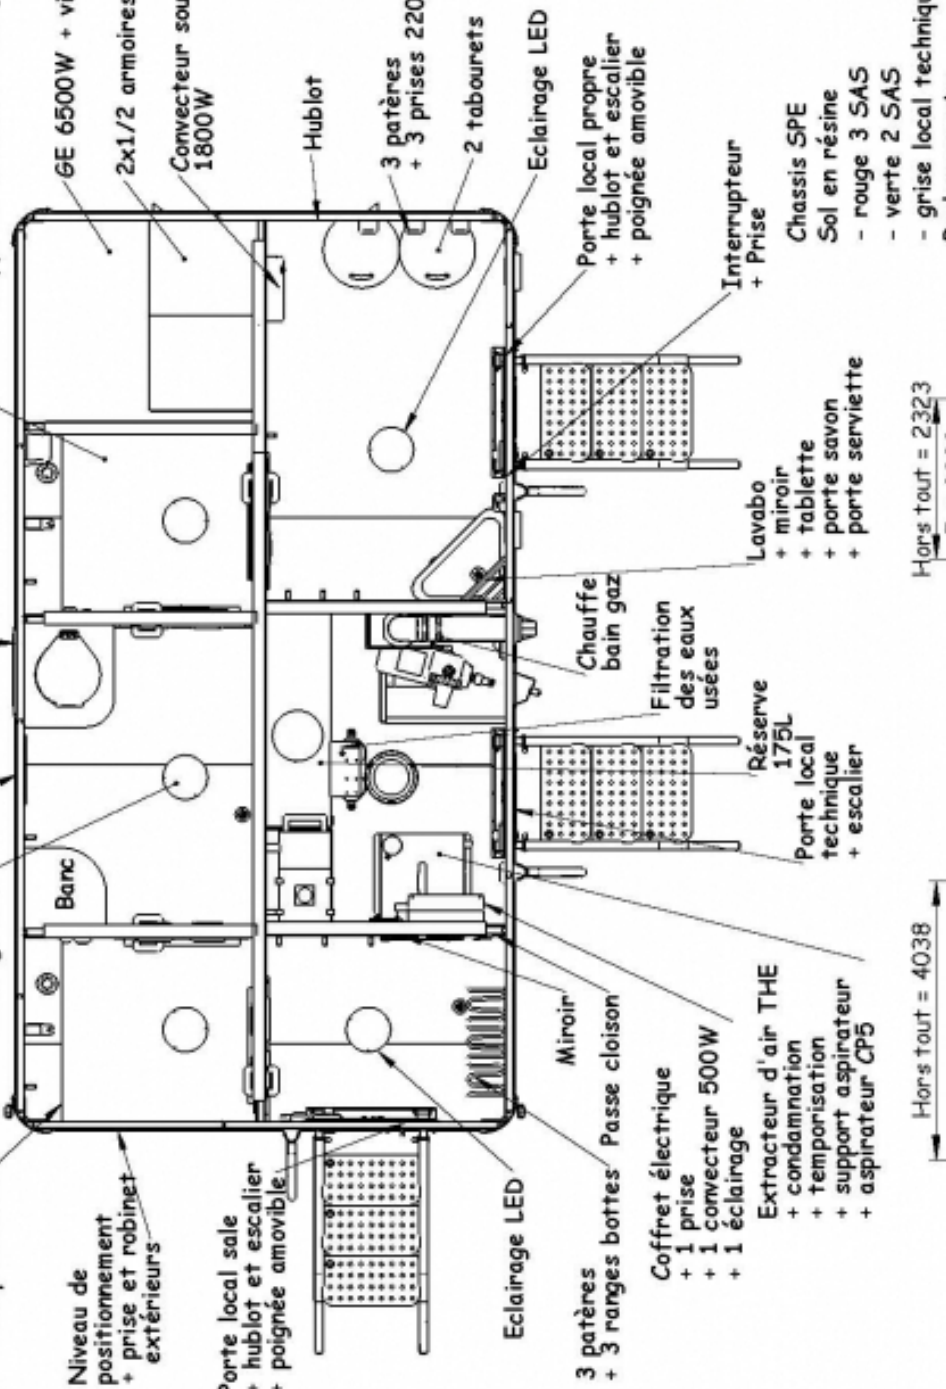 GE 6500W + vi
2x1/2 armoires
Convecteur sou
1800W
Hublot
3 patères
+ 3 prises 220
2 tabourets
Eclairage LED
Porte local propre
+ hublot et escalier
+ poignée amovible
Interrupteur
+ Prise
Chassis SPE
Sol en résine
- rouge 3 SAS
- verte 2 SAS
- grise local techniqu
Lavabo
+ miroir
+ tablette
+ porte savon
+ porte serviette
Hors tout = 2323
Chauffe
bain gaz
Filtration
des eaux
usées
Réserve
175L
Porte local
technique
+ escalier
Banc
Hors tout = 4038
Miroir
Passe cloison
Extracteur d'air THE
+ condamnation
+ temporisation
+ support aspirateur
+ aspirateur CP5
Coffret électrique
+ 1 prise
+ 1 convecteur 500W
+ 1 éclairage
3 patères
+ 3 ranges bottes
Eclairage LED
Porte local sale
+ hublot et escalier
+ poignée amovible
Niveau de
positionnement
+ prise et robinet
extérieurs